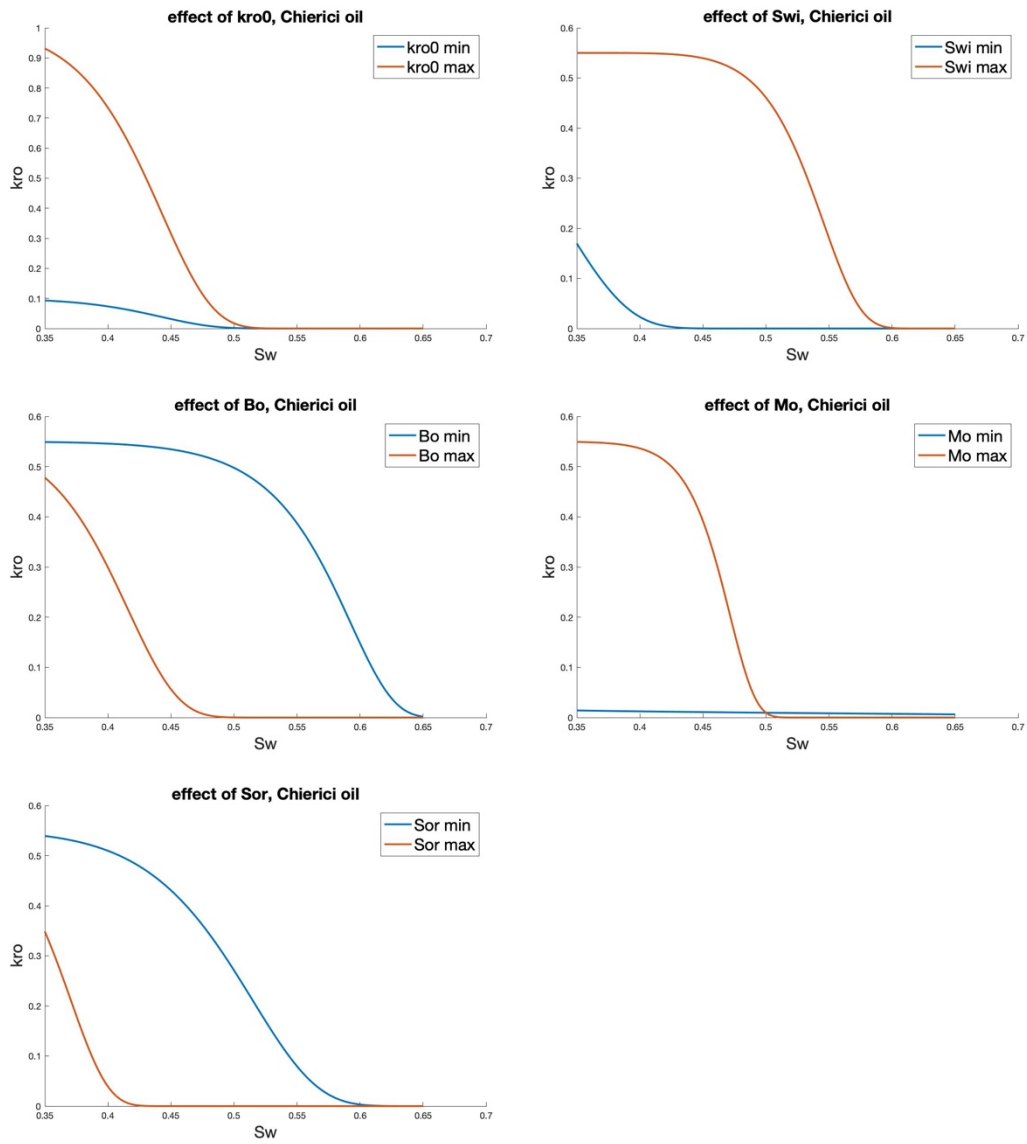 effect of kro0, Chierici oil
kro0 min
kro0 max
1
0.9
0.8
0.7
0.6
0.5
0.4
0.3
0.2
0.1
0
kro
0.35 0.4 0.45 0.5 0.55 0.6 0.65 0.7
Sw
effect of Swi, Chierici oil
Swi min
Swi max
0.6
0.5
0.4
0.3
0.2
0.1
0
kro
0.35 0.4 0.45 0.5 0.55 0.6 0.65 0.7
Sw
effect of Bo, Chierici oil
Bo min
Bo max
0.6
0.5
0.4
0.3
0.2
0.1
0
kro
0.35 0.4 0.45 0.5 0.55 0.6 0.65 0.7
Sw
effect of Mo, Chierici oil
Mo min
Mo max
0.6
0.5
0.4
0.3
0.2
0.1
0
kro
0.35 0.4 0.45 0.5 0.55 0.6 0.65 0.7
Sw
effect of Sor, Chierici oil
Sor min
Sor max
0.6
0.5
0.4
0.3
0.2
0.1
0
kro
0.35 0.4 0.45 0.5 0.55 0.6 0.65 0.7
Sw